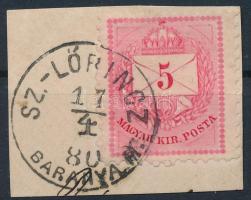 SZ.-LŐRINCZ
17
4
80
BARANYA M.
5
MAGYAR KIR. POSTA